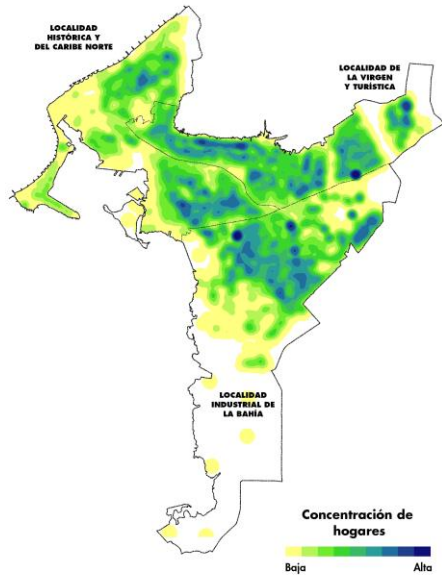 LOCALIDAD
HISTÓRICA Y
DEL CARIBE NORTE
LOCALIDAD DE
LA VIRGEN
Y TURÍSTICA
LOCALIDAD
INDUSTRIAL DE
LA BAHÍA
Concentración de
hogares
Baja Alta